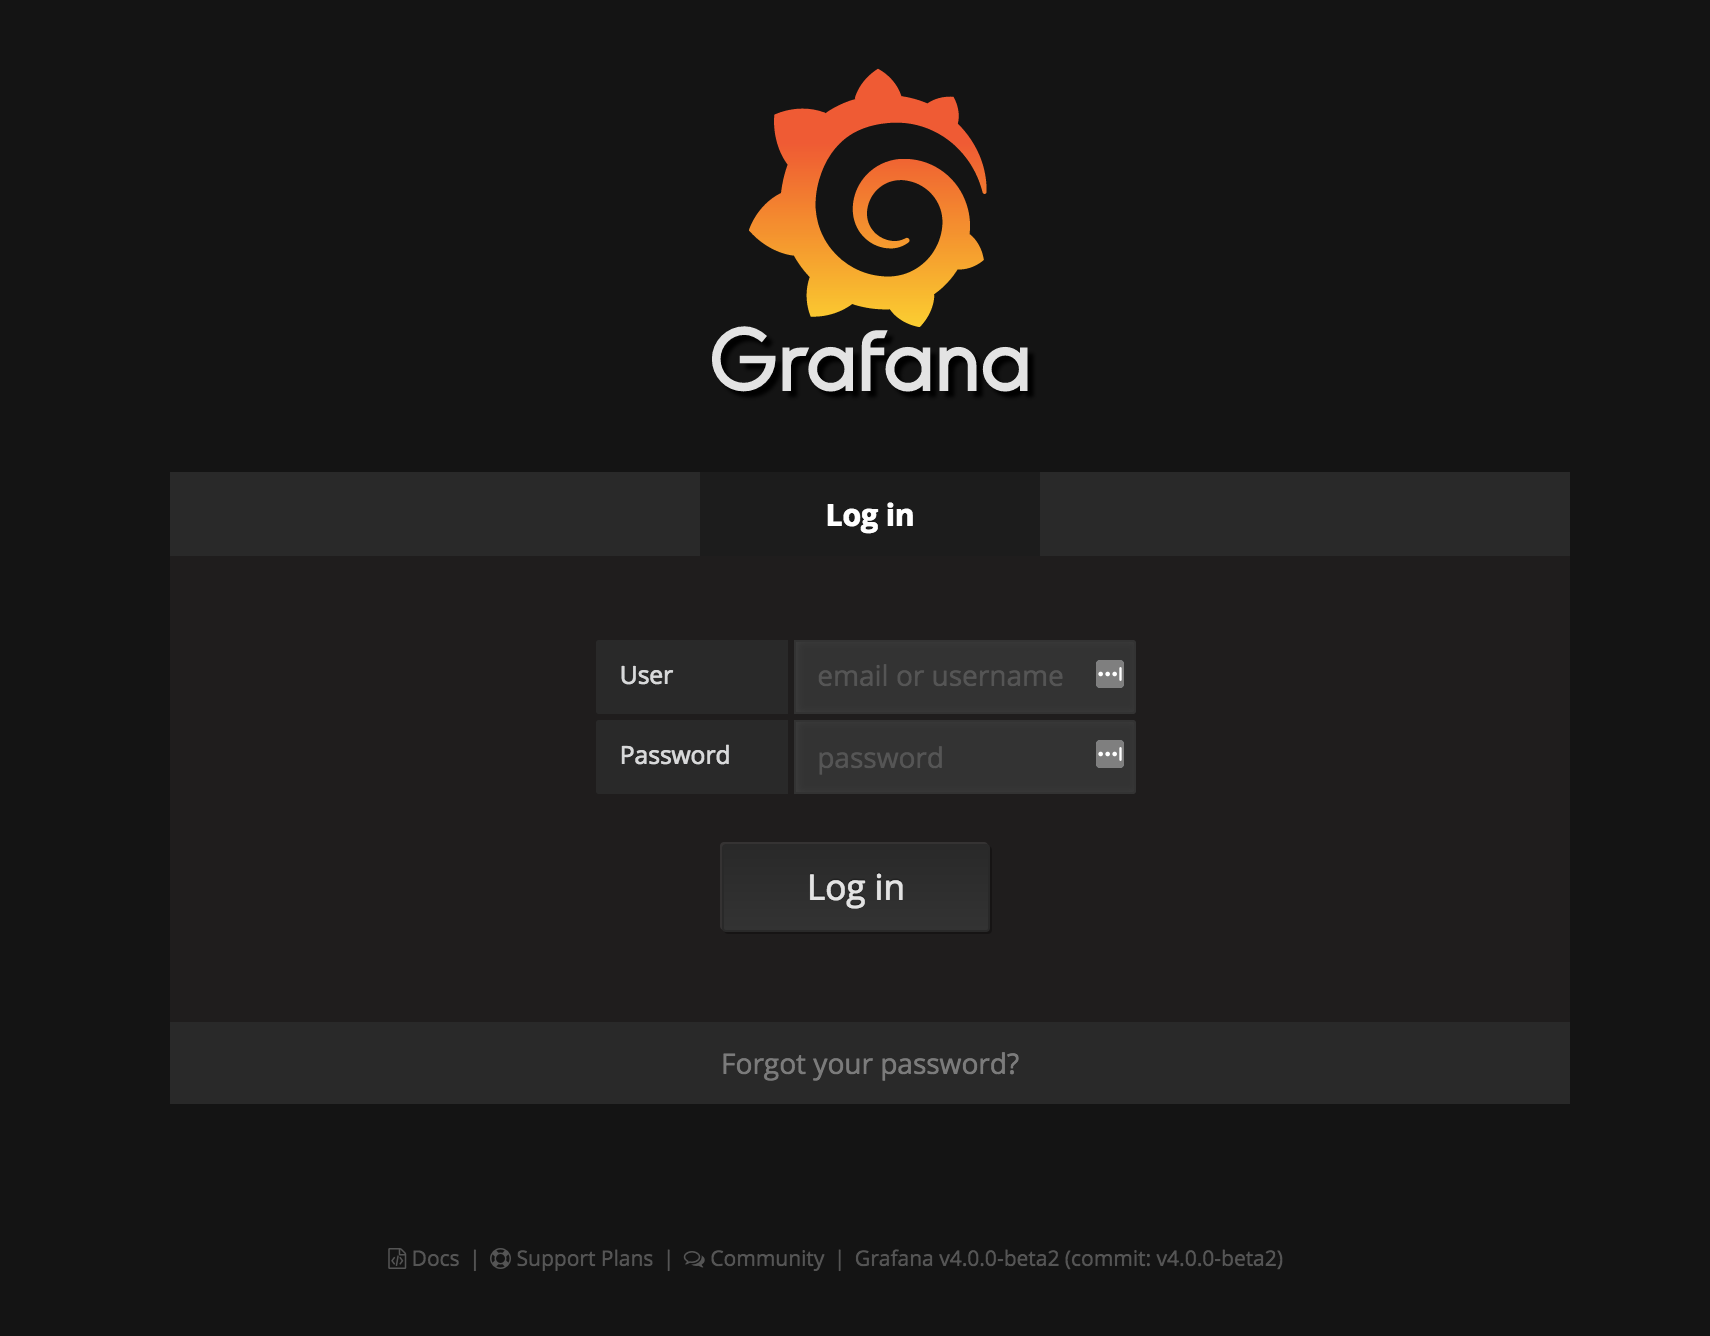 Grafana
Log in
User
email or username
Password
password
Log in
Forgot your password?
Docs | Support Plans | Community | Grafana v4.0.0-beta2 (commit: v4.0.0-beta2)